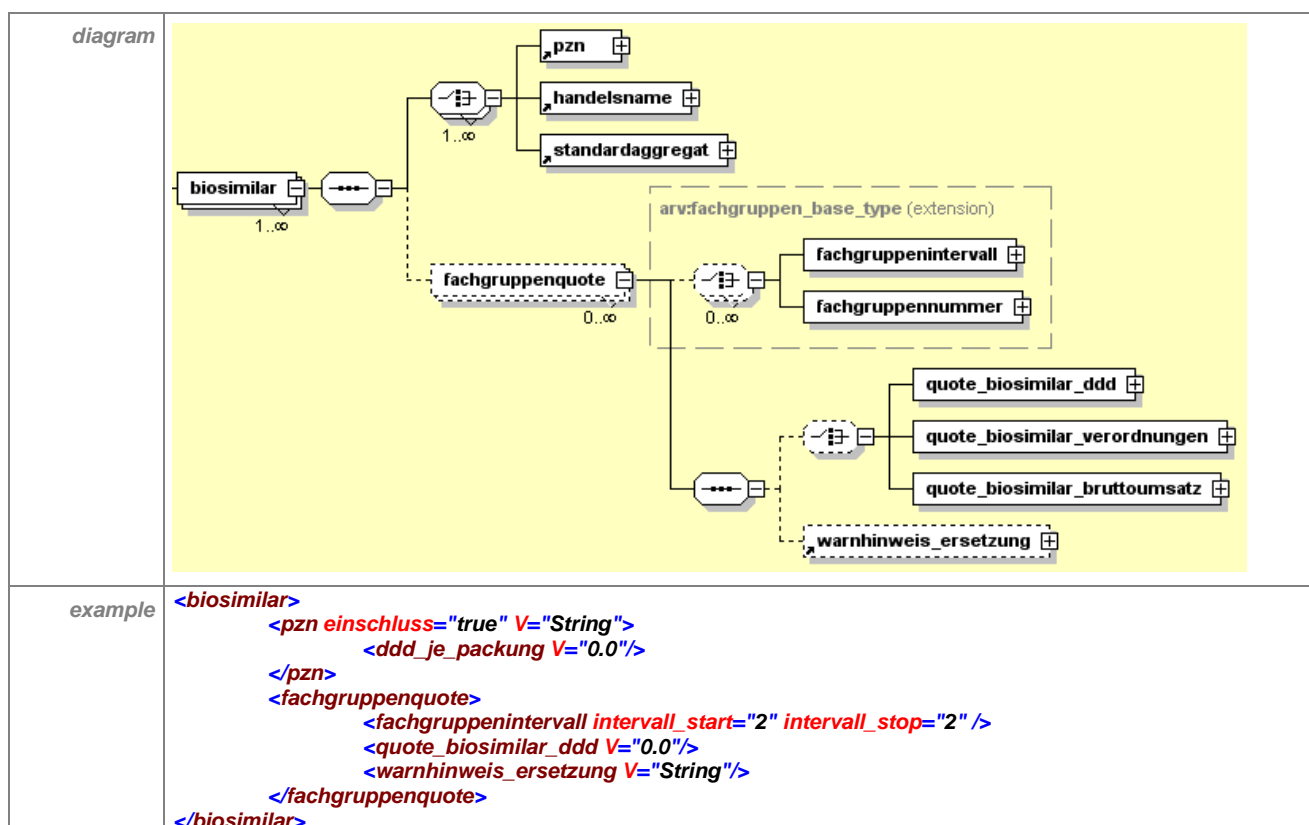 diagram
pzn
handelsname
1..∞
standardaggregat
biosimilar
1..∞
arv:fachgruppen_base_type (extension)
fachgruppenintervall
fachgruppenquote
fachgruppennummer
0..∞
0..∞
quote_biosimilar_ddd
quote_biosimilar_verordnungen
quote_biosimilar_bruttoumsatz
warnhinweis_ersetzung
example
<biosimilar>
<pzn einschluss="true" V="String">
<ddd_je_packung V="0.0"/>
</pzn>
<fachgruppenquote>
<fachgruppenintervall intervall_start="2" intervall_stop="2" />
<quote_biosimilar_ddd V="0.0"/>
<warnhinweis_ersetzung V="String"/>
</fachgruppenquote>
</biosimilar>